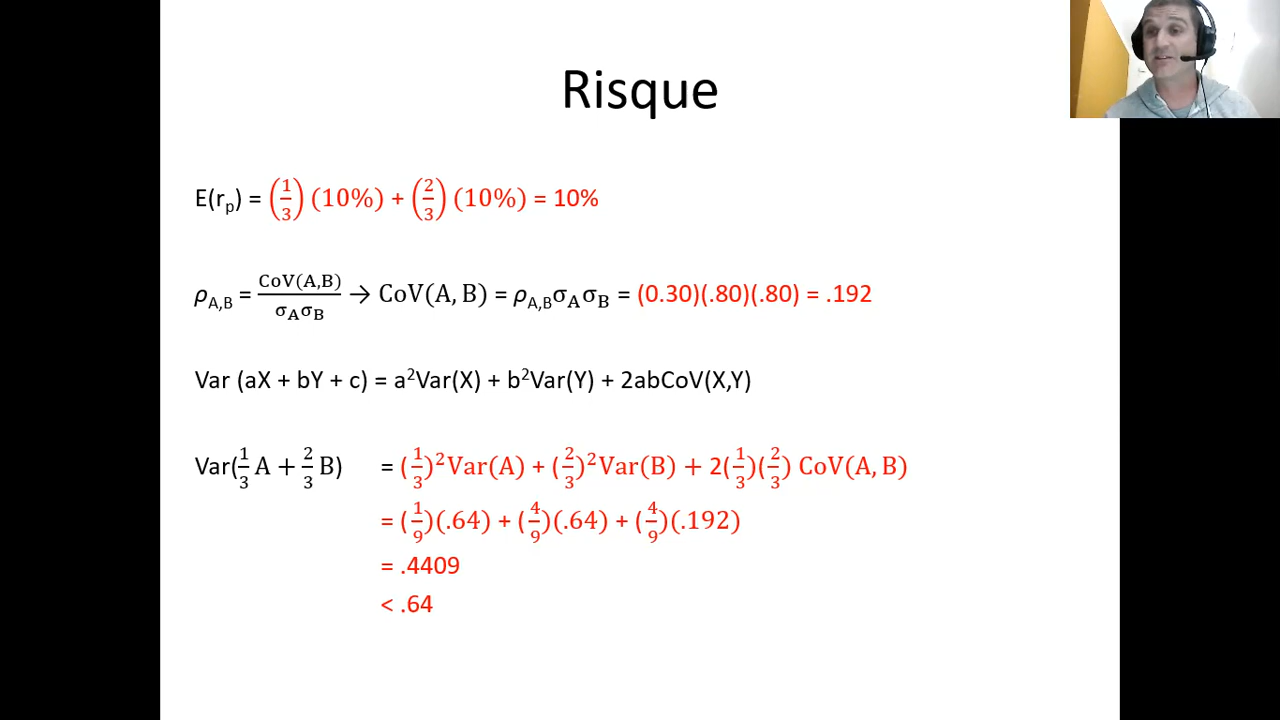 Risque
E(rp) = (1/3) (10%) + (2/3) (10%) = 10%
ρA,B = CoV(A,B)/σAσB → CoV(A, B) = ρA,BσAσB = (0.30)(.80)(.80) = .192
Var (aX + bY + c) = a²Var(X) + b²Var(Y) + 2abCoV(X,Y)
Var(1/3 A + 2/3 B) = (1/3)²Var(A) + (2/3)²Var(B) + 2(1/3)(2/3) CoV(A, B)
= (1/9)(.64) + (4/9)(.64) + (4/9)(.192)
= .4409
< .64